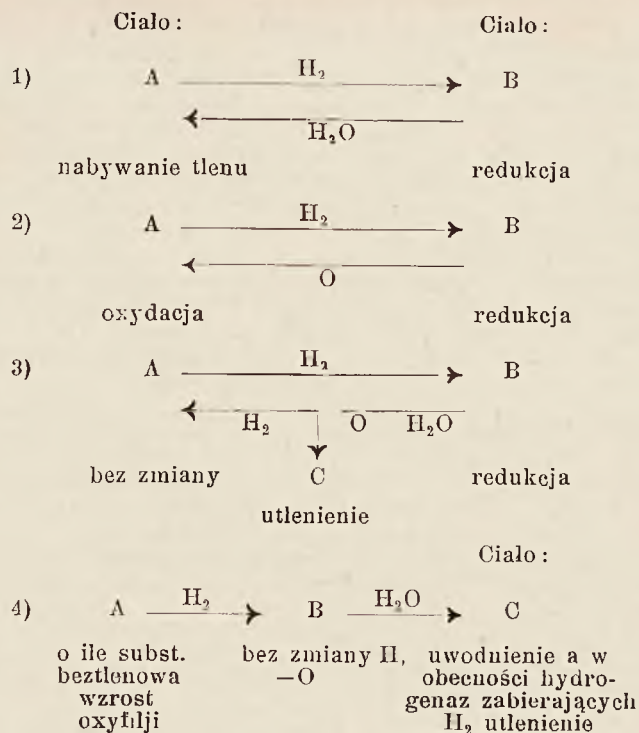 Ciało: Ciało:
1) A H₂ B
H₂O
nabywanie tlenu redukcja
2) A H₂ B
O
oxydacja redukcja
3) A H₂ B
H₂ O H₂O
bez zmiany C redukcja
utlenienie
Ciało:
4) A H₂ B H₂O C
o ile subst. bez zmiany H, uwodnienie a w
beztlenowa —O obecności hydro-
wzrost genaz zabierających
oxyfilji H₂ utlenienie